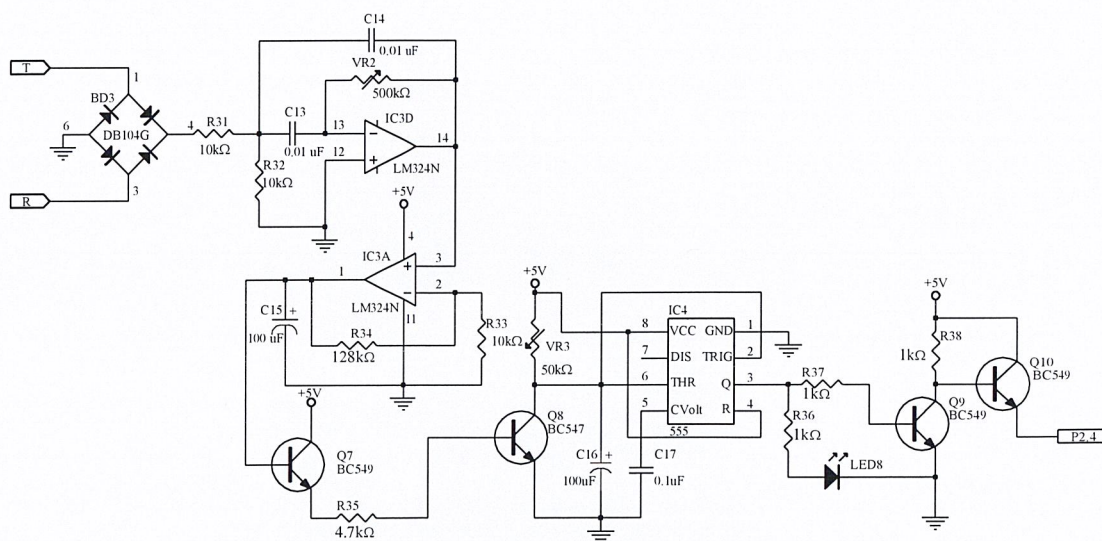 C14
0.01 uF
T
1
VR2
500kΩ
BD3
6
DB104G
4
R31
10kΩ
C13
0.01 uF
13
12
IC3D
14
LM324N
R32
10kΩ
R
3
+5V
4
IC3A
1
3
2
LM324N
11
C15
+
100 uF
R34
128kΩ
R33
10kΩ
+5V
VR3
50kΩ
IC4
8
VCC
GND
1
7
DIS
TRIG
2
6
THR
Q
3
5
CVolt
R
4
555
R37
1kΩ
R36
1kΩ
LED8
+5V
R38
1kΩ
Q10
BC549
Q9
BC549
P2.4
+5V
Q7
BC549
R35
4.7kΩ
Q8
BC547
C16
+
100uF
C17
0.1uF